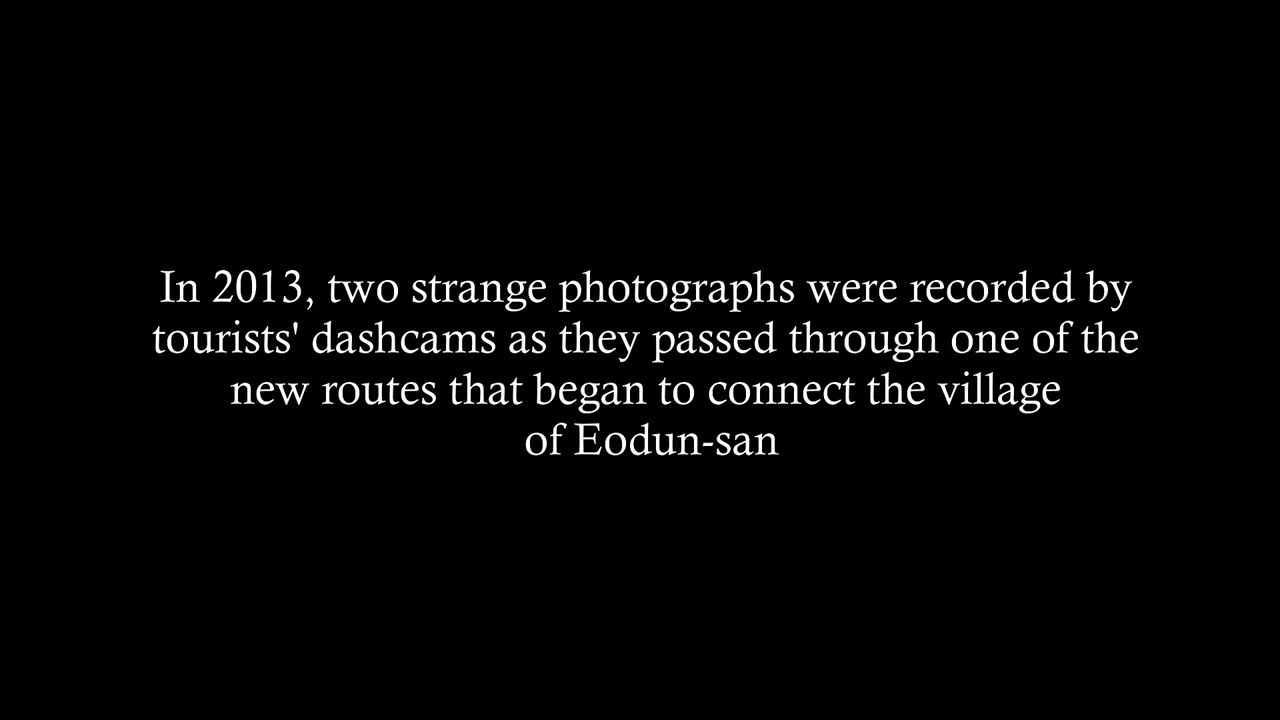 In 2013, two strange photographs were recorded by
tourists' dashcams as they passed through one of the
new routes that began to connect the village
of Eodun-san